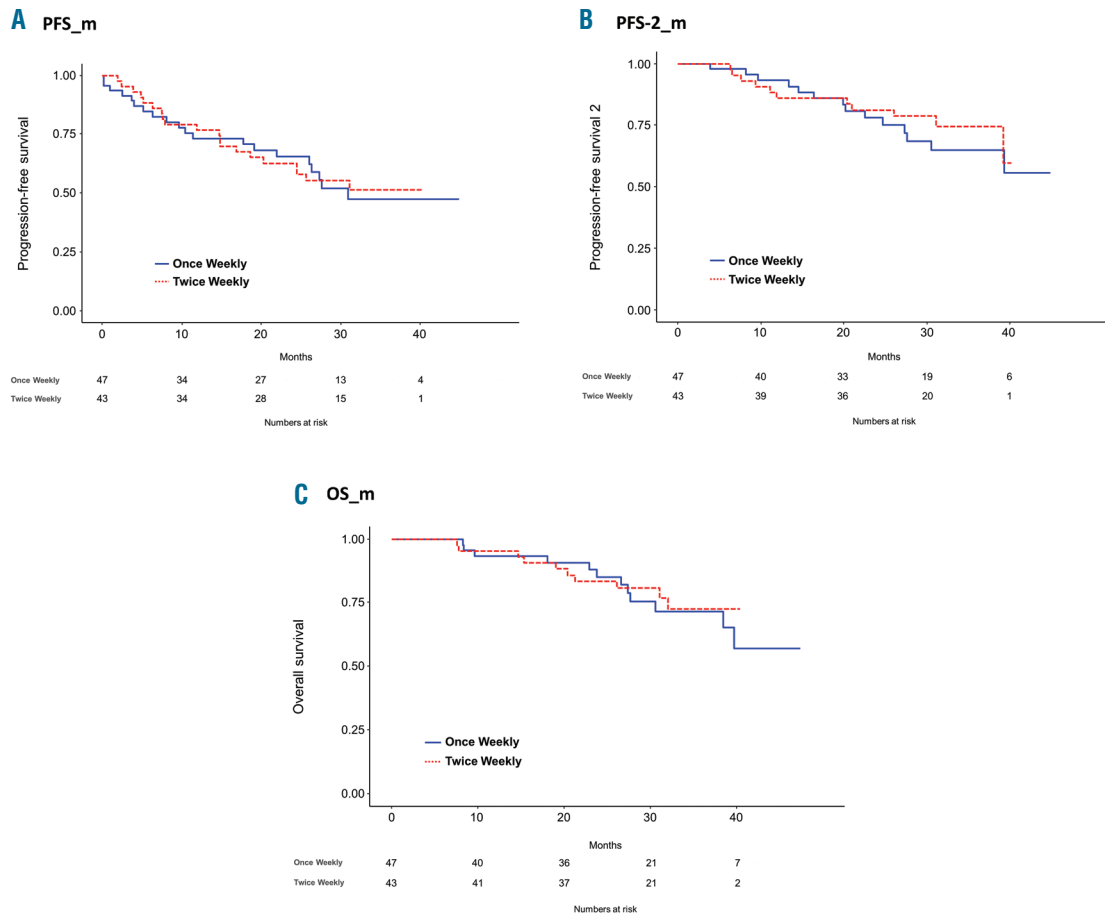 A PFS_m
Progression-free survival
1.00
0.75
0.50
0.25
0.00
Once Weekly
Twice Weekly
0 10 20 30 40
Months
Once Weekly 47 34 27 13 4
Twice Weekly 43 34 28 15 1
Numbers at risk
B PFS-2_m
Progression-free survival 2
1.00
0.75
0.50
0.25
0.00
Once Weekly
Twice Weekly
0 10 20 30 40
Months
Once Weekly 47 40 33 19 6
Twice Weekly 43 39 36 20 1
Numbers at risk
C OS_m
Overall survival
1.00
0.75
0.50
0.25
0.00
Once Weekly
Twice Weekly
0 10 20 30 40
Months
Once Weekly 47 40 36 21 7
Twice Weekly 43 41 37 21 2
Numbers at risk